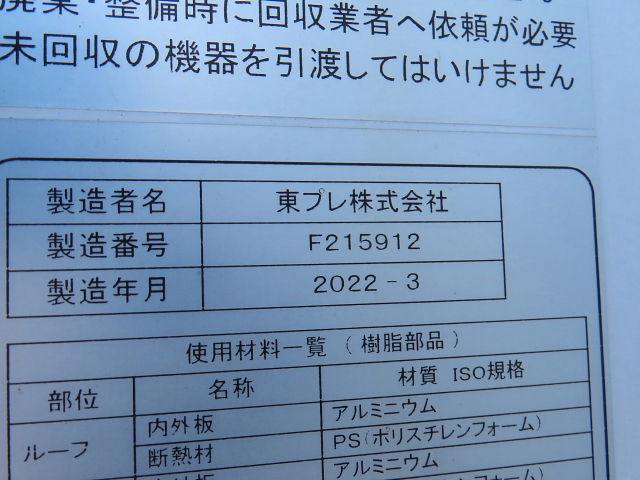 廃棄・整備時に回収業者へ依頼が必要
未回収の機器を引渡してはいけません
製造者名 東プレ株式会社
製造番号 F215912
製造年月 2022-3
使用材料一覧 (樹脂部品)
部位 名称 材質 ISO規格
ルーフ 内外板 アルミニウム
断熱材 PS(ポリスチレンフォーム)
アルミニウム